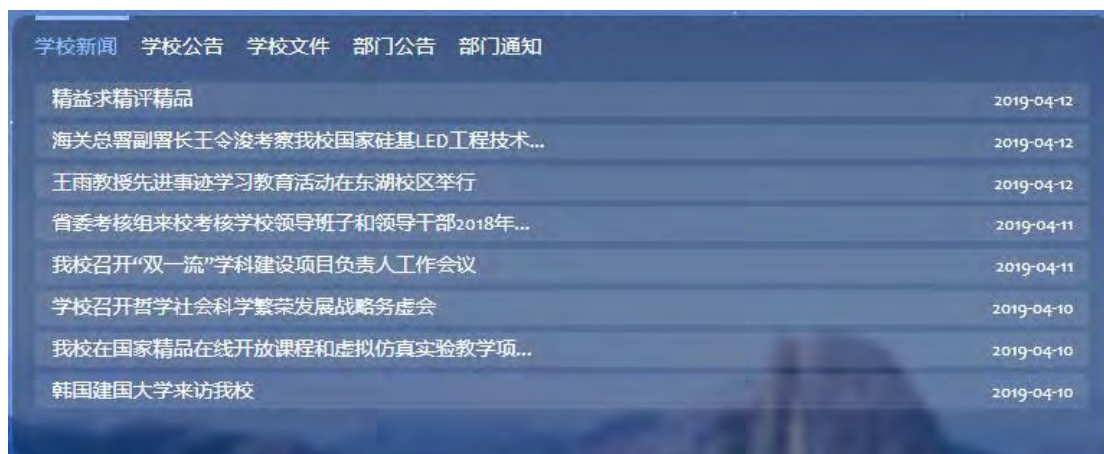 学校新闻 学校公告 学校文件 部门公告 部门通知
精益求精评精品 2019-04-12
海关总署副署长王令浚考察我校国家硅基LED工程技术... 2019-04-12
王雨教授先进事迹学习教育活动在东湖校区举行 2019-04-12
省委考核组来校考核学校领导班子和领导干部2018年... 2019-04-11
我校召开“双一流”学科建设项目负责人工作会议 2019-04-11
学校召开哲学社会科学繁荣发展战略务虚会 2019-04-10
我校在国家精品在线开放课程和虚拟仿真实验教学项... 2019-04-10
韩国建国大学来访我校 2019-04-10